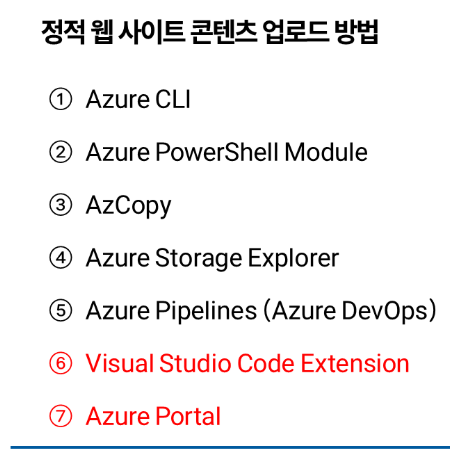 정적 웹 사이트 콘텐츠 업로드 방법
① Azure CLI
② Azure PowerShell Module
③ AzCopy
④ Azure Storage Explorer
⑤ Azure Pipelines (Azure DevOps)
⑥ Visual Studio Code Extension
⑦ Azure Portal